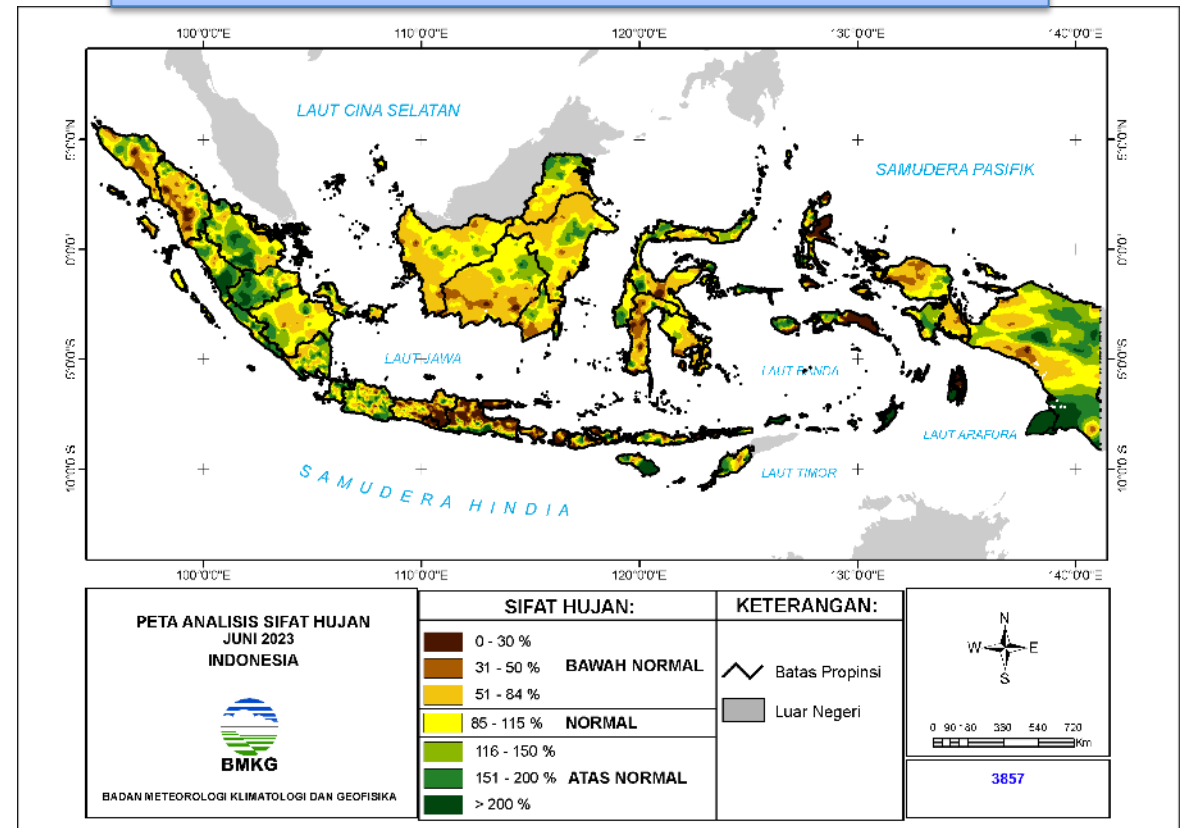 100°0'0"E 110°0'0"E 120°0'0"E 130°0'0"E 140°0'0"E
5°0'0"N 5°0'0"N
LAUT CINA SELATAN
SAMUDERA PASIFIK
0°0'0" 0°0'0"
5°0'0"S 5°0'0"S
LAUT JAWA
LAUT BANDA
LAUT ARAFURA
10°0'0"S 10°0'0"S
LAUT TIMOR
SAMUDERA HINDIA
100°0'0"E 110°0'0"E 120°0'0"E 130°0'0"E 140°0'0"E
PETA ANALISIS SIFAT HUJAN
JUNI 2023
INDONESIA
BMKG
BADAN METEOROLOGI KLIMATOLOGI DAN GEOFISIKA
SIFAT HUJAN:
0 - 30 %
31 - 50 % BAWAH NORMAL
51 - 84 %
85 - 115 % NORMAL
116 - 150 %
151 - 200 % ATAS NORMAL
> 200 %
KETERANGAN:
Batas Propinsi
Luar Negeri
N
W E
S
0 90 180 540 720
Km
3857